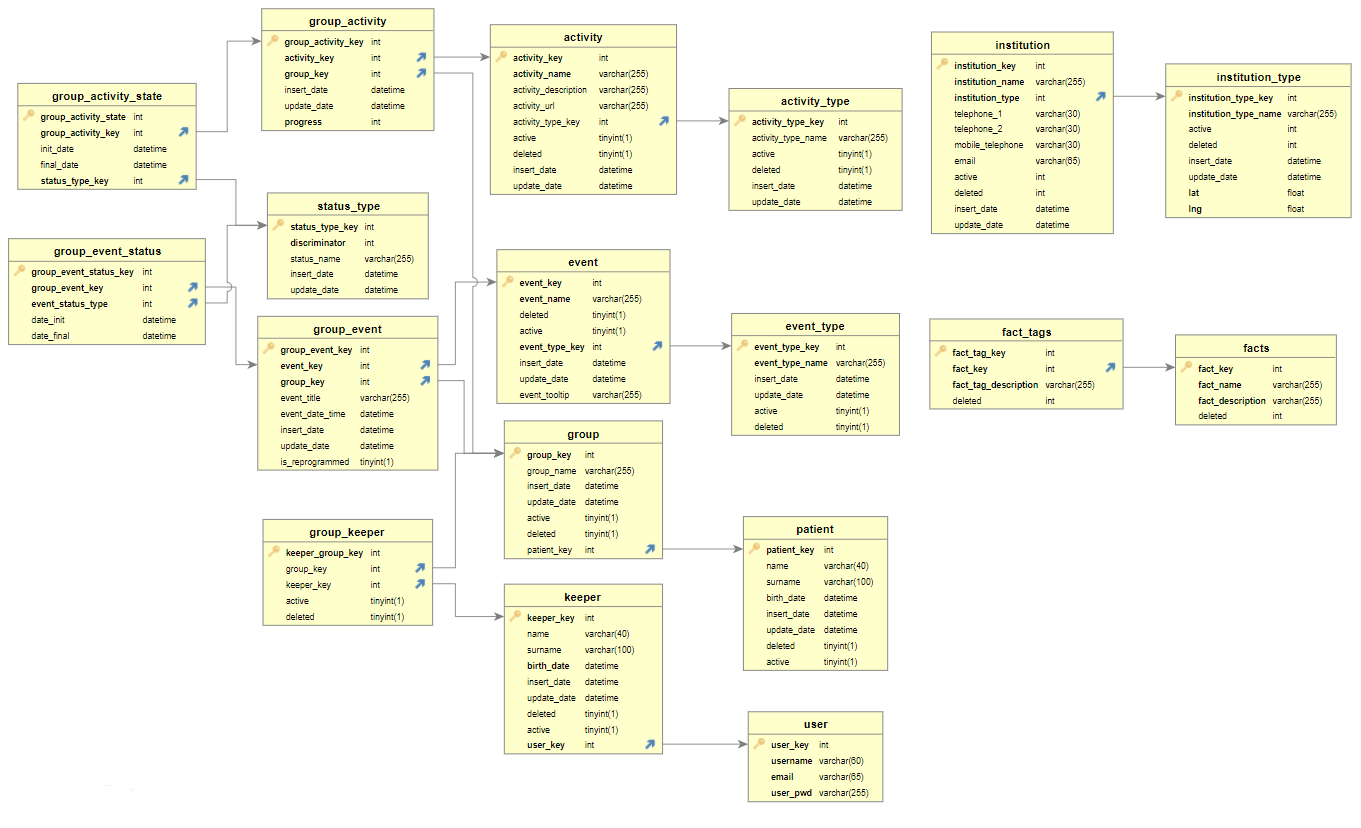 group_activity
group_activity_key int
activity_key int
group_key int
insert_date datetime
update_date datetime
progress int
activity
activity_key int
activity_name varchar(255)
activity_description varchar(255)
activity_url varchar(255)
activity_type_key int
active tinyint(1)
deleted tinyint(1)
insert_date datetime
update_date datetime
institution
institution_key int
institution_name varchar(255)
institution_type int
telephone_1 varchar(30)
telephone_2 varchar(30)
mobile_telephone varchar(30)
email varchar(65)
active int
deleted int
insert_date datetime
update_date datetime
institution_type
institution_type_key int
institution_type_name varchar(255)
active int
deleted int
insert_date datetime
update_date datetime
lat float
lng float
group_activity_state
group_activity_state int
group_activity_key int
init_date datetime
final_date datetime
status_type_key int
activity_type
activity_type_key int
activity_type_name varchar(255)
active tinyint(1)
deleted tinyint(1)
insert_date datetime
update_date datetime
status_type
status_type_key int
discriminator int
status_name varchar(255)
insert_date datetime
update_date datetime
group_event_status
group_event_status_key int
group_event_key int
event_status_type int
date_init datetime
date_final datetime
event
event_key int
event_name varchar(255)
deleted tinyint(1)
active tinyint(1)
event_type_key int
insert_date datetime
update_date datetime
event_tooltip varchar(255)
group_event
group_event_key int
event_key int
group_key int
event_title varchar(255)
event_date_time datetime
insert_date datetime
update_date datetime
is_reprogrammed tinyint(1)
event_type
event_type_key int
event_type_name varchar(255)
insert_date datetime
update_date datetime
active tinyint(1)
deleted tinyint(1)
fact_tags
fact_tag_key int
fact_key int
fact_tag_description varchar(255)
deleted int
facts
fact_key int
fact_name varchar(255)
fact_description varchar(255)
deleted int
group
group_key int
group_name varchar(255)
insert_date datetime
update_date datetime
active tinyint(1)
deleted tinyint(1)
patient_key int
group_keeper
keeper_group_key int
group_key int
keeper_key int
active tinyint(1)
deleted tinyint(1)
patient
patient_key int
name varchar(40)
surname varchar(100)
birth_date datetime
insert_date datetime
update_date datetime
deleted tinyint(1)
active tinyint(1)
keeper
keeper_key int
name varchar(40)
surname varchar(100)
birth_date datetime
insert_date datetime
update_date datetime
deleted tinyint(1)
active tinyint(1)
user_key int
user
user_key int
username varchar(60)
email varchar(65)
user_pwd varchar(255)